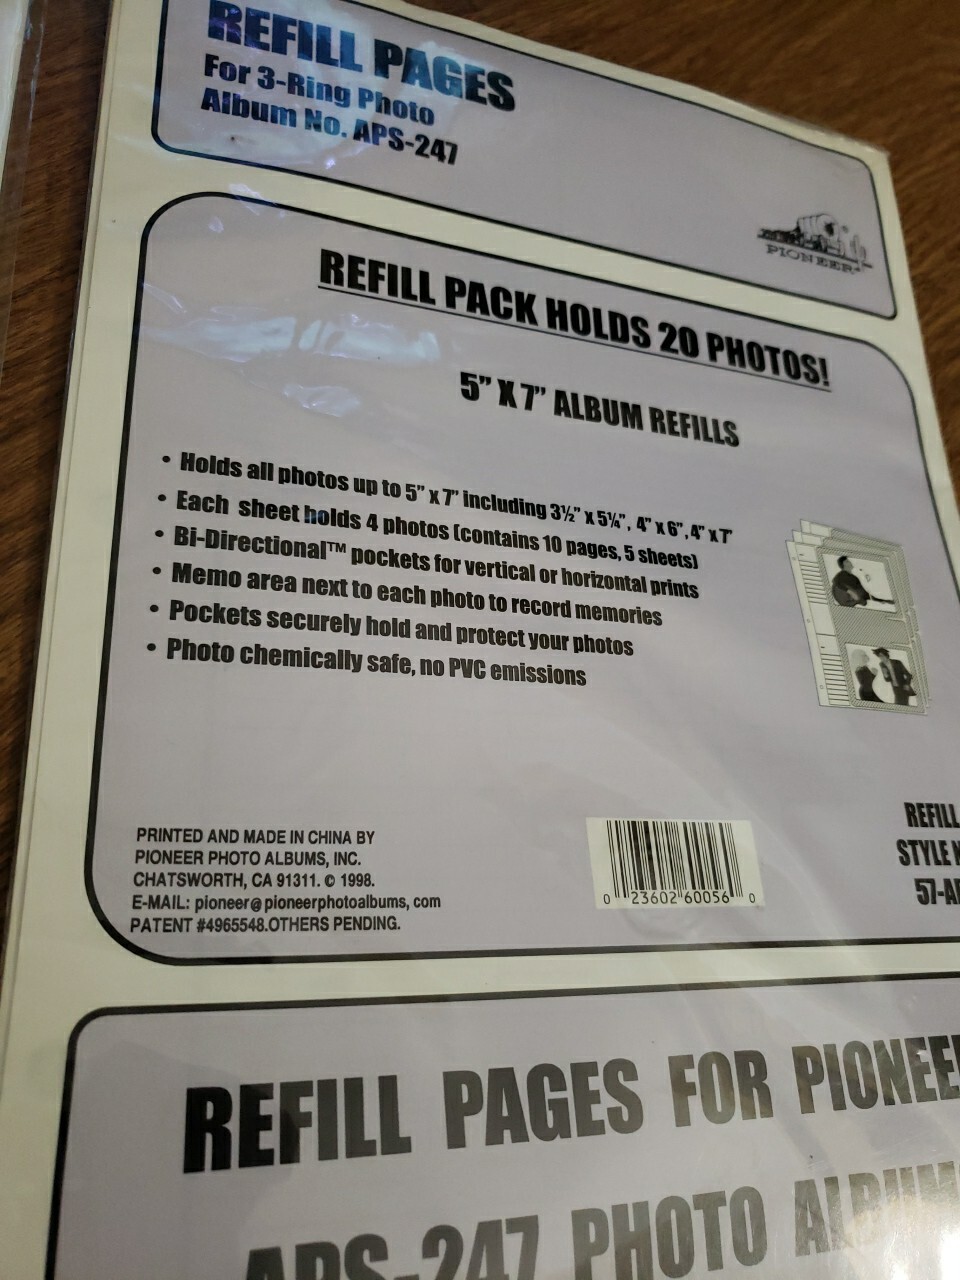 REFILL PAGES
For 3-Ring Photo
Album No. APS-247
PIONEER
REFILL PACK HOLDS 20 PHOTOS!
5" X 7" ALBUM REFILLS
• Holds all photos up to 5" x 7" including 3½" x 5¼", 4" x 6", 4" x 7"
• Each sheet holds 4 photos (contains 10 pages, 5 sheets)
• Bi-Directional™ pockets for vertical or horizontal prints
• Memo area next to each photo to record memories
• Pockets securely hold and protect your photos
• Photo chemically safe, no PVC emissions
PRINTED AND MADE IN CHINA BY
PIONEER PHOTO ALBUMS, INC.
CHATSWORTH, CA 91311. © 1998.
E-MAIL: pioneer@pioneerphotoalbums, com
PATENT #4965548.OTHERS PENDING.
0 23602 60056 0
REFILL
STYLE
REFILL PAGES FOR PIONEER
APS-247 PHOTO